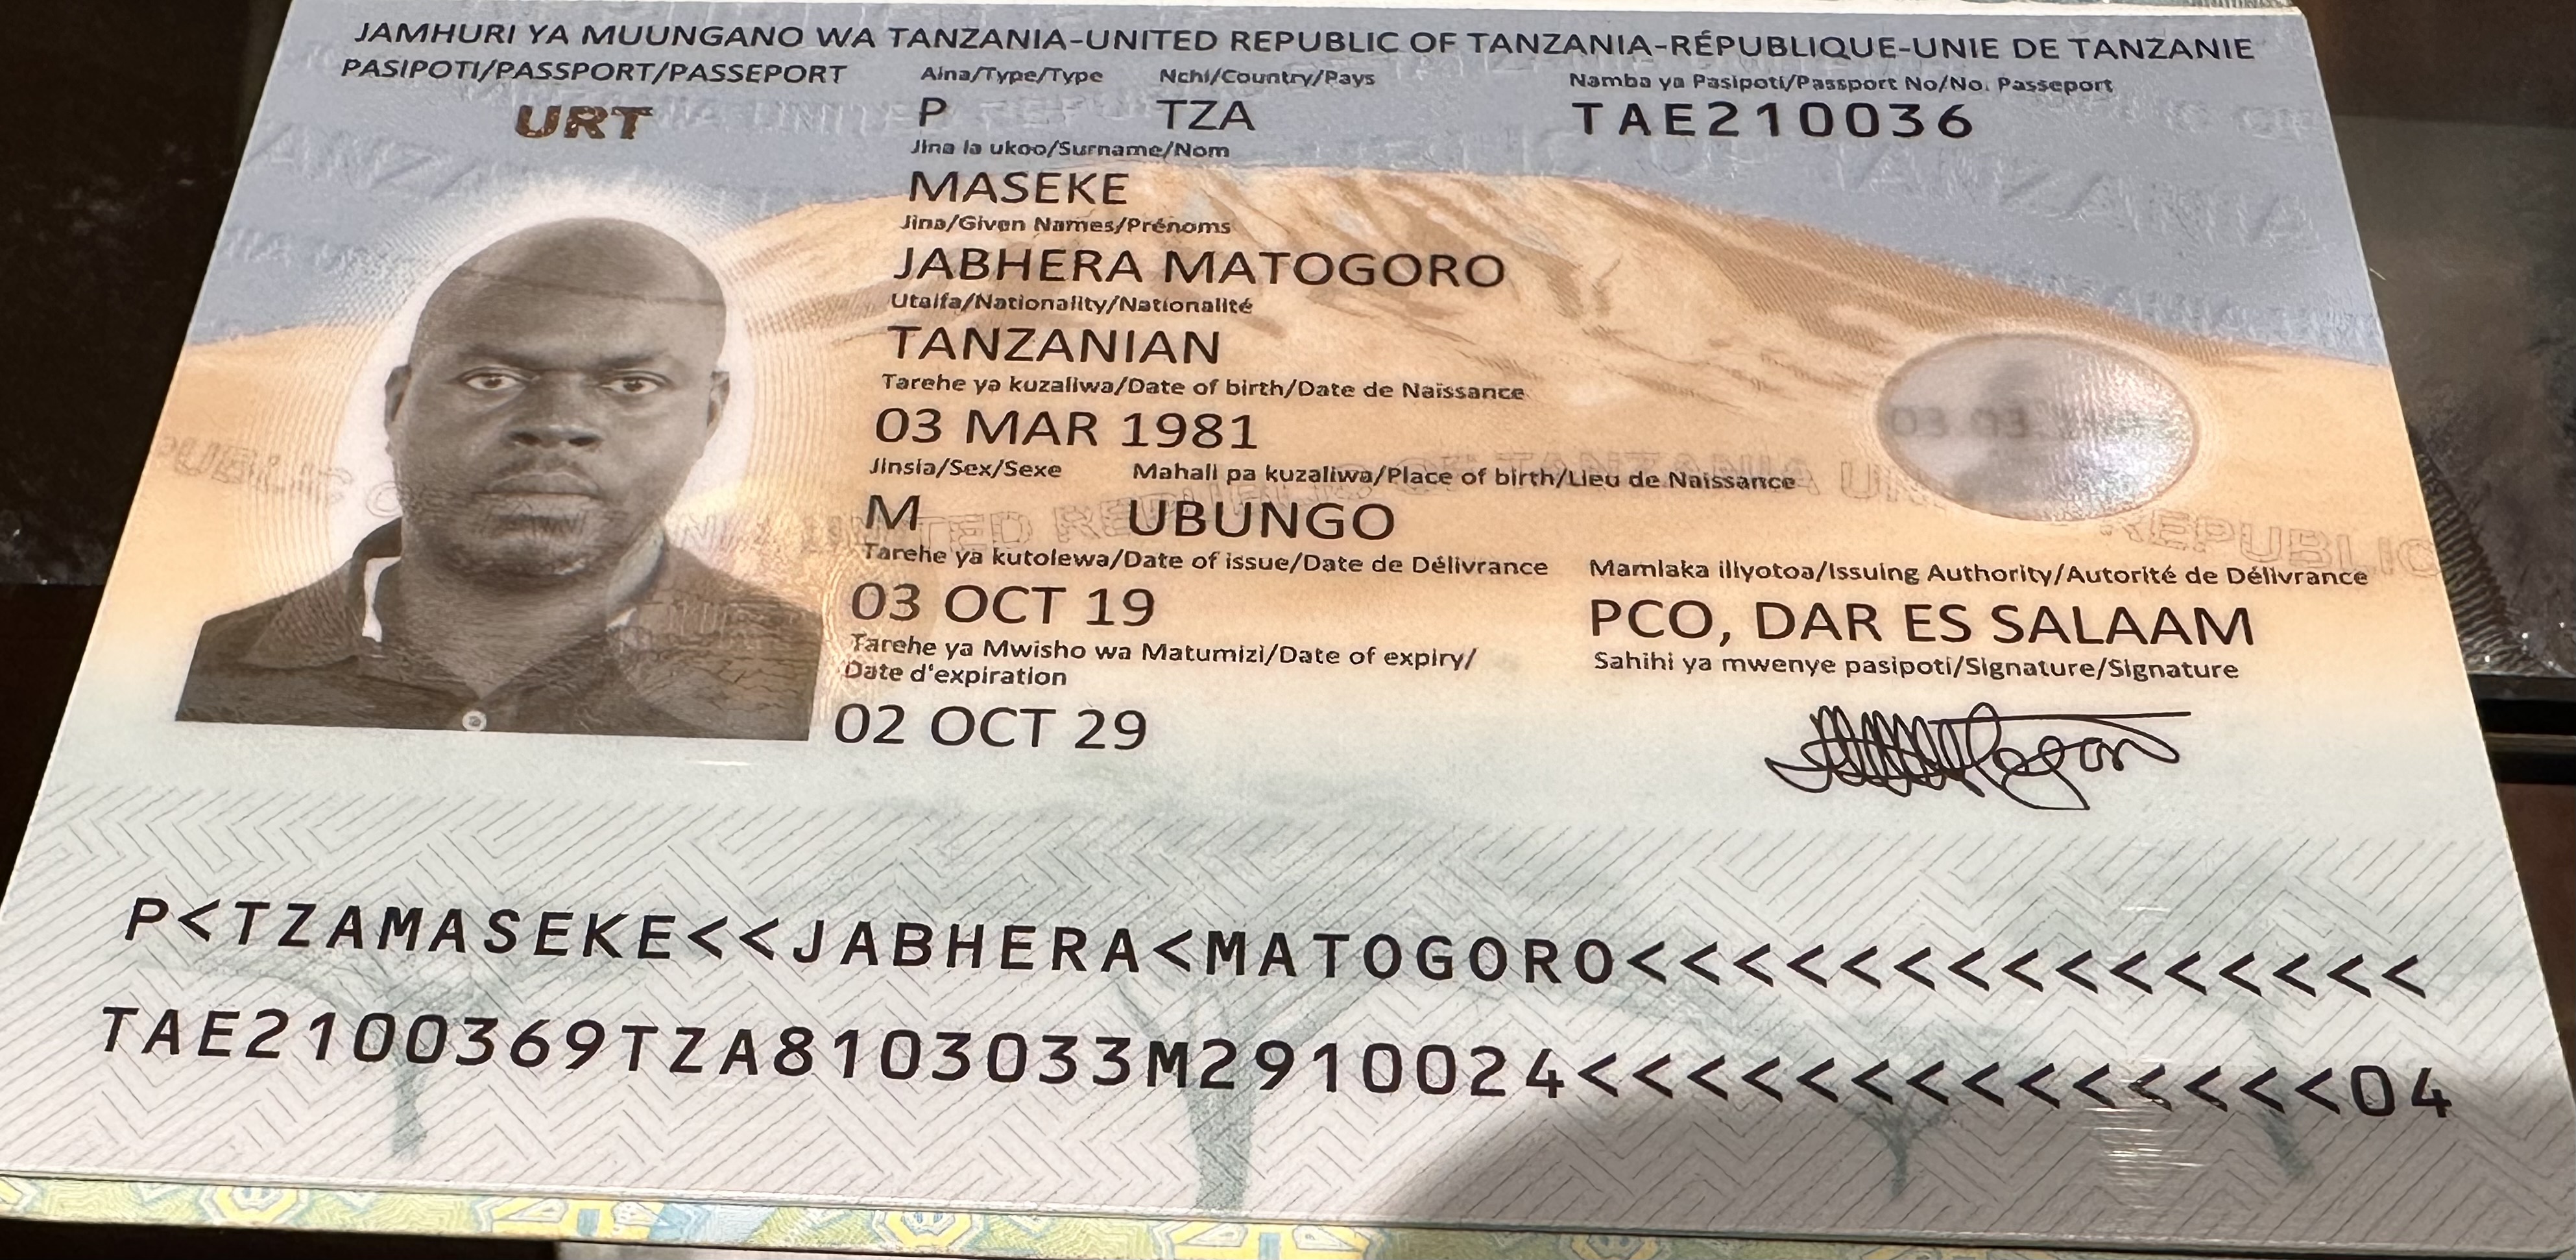 JAMHURI YA MUUNGANO WA TANZANIA-UNITED REPUBLIC OF TANZANIA-RÉPUBLIQUE-UNIE DE TANZANIE
PASIPOTI/PASSPORT/PASSEPORT Aina/Type/Type Nchi/Country/Pays Namba ya Pasipoti/Passport No/No. Passeport
URT P TZA TAE210036
Jina la ukoo/Surname/Nom
MASEKE
Jina/Given Names/Prénoms
JABHERA MATOGORO
Utaifa/Nationality/Nationalité
TANZANIAN
Tarehe ya kuzaliwa/Date of birth/Date de Naissance
03 MAR 1981
Jinsia/Sex/Sexe Mahali pa kuzaliwa/Place of birth/Lieu de Naissance
M UBUNGO
Tarehe ya kutolewa/Date of issue/Date de Délivrance Mamlaka iliyotoa/Issuing Authority/Autorité de Délivrance
03 OCT 19 PCO, DAR ES SALAAM
Tarehe ya Mwisho wa Matumizi/Date of expiry/ Sahihi ya mwenye pasipoti/Signature/Signature
Date d'expiration
02 OCT 29
P<TZAMASEKE<<JABHERA<MATOGORO<<<<<<<<<<<<<<<
TAE2100369TZA8103033M2910024<<<<<<<<<<<<<<04